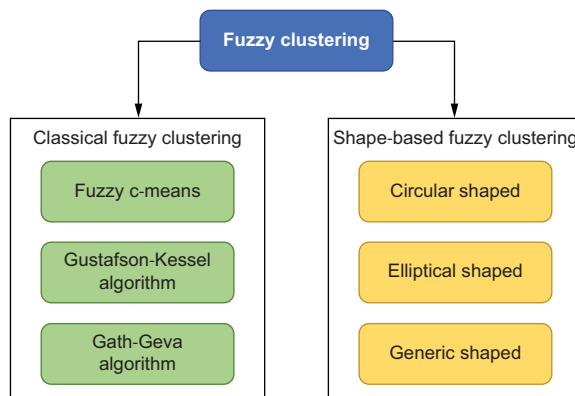 Fuzzy clustering
Classical fuzzy clustering
Fuzzy c-means
Gustafson-Kessel
algorithm
Gath-Geva
algorithm
Shape-based fuzzy clustering
Circular shaped
Elliptical shaped
Generic shaped